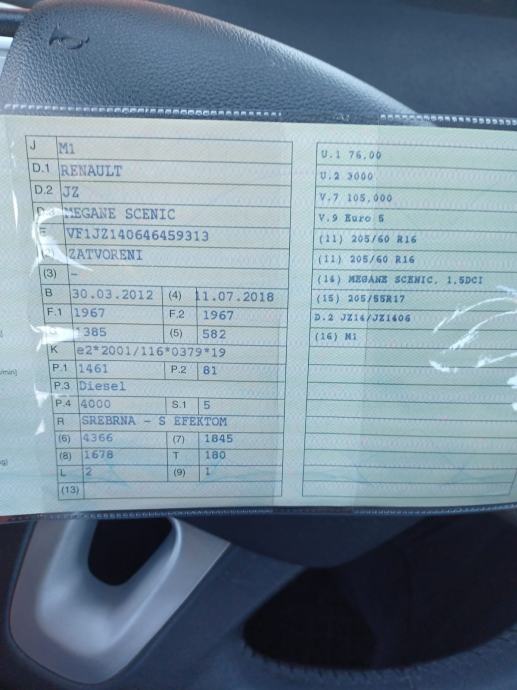 J M1
D.1 RENAULT
D.2 JZ
D.3 MEGANE SCENIC
E VF1JZ140646459313
ZATVORENI
(3) -
B 30.03.2012 (4) 11.07.2018
F.1 1967 F.2 1967
1385 (5) 582
K e2*2001/116*0379*19
P.1 1461 P.2 81
P.3 Diesel
P.4 4000 S.1 5
R SREBRNA - S EFEKTOM
(6) 4366 (7) 1845
(8) 1678 T 180
L 2 (9) 1
(13)
U.1 76,00
U.2 3000
V.7 105,000
V.9 Euro 5
(11) 205/60 R16
(11) 205/60 R16
(14) MEGANE SCENIC, 1.5DCI
(15) 205/55R17
D.2 JZ14/JZ1406
(16) M1